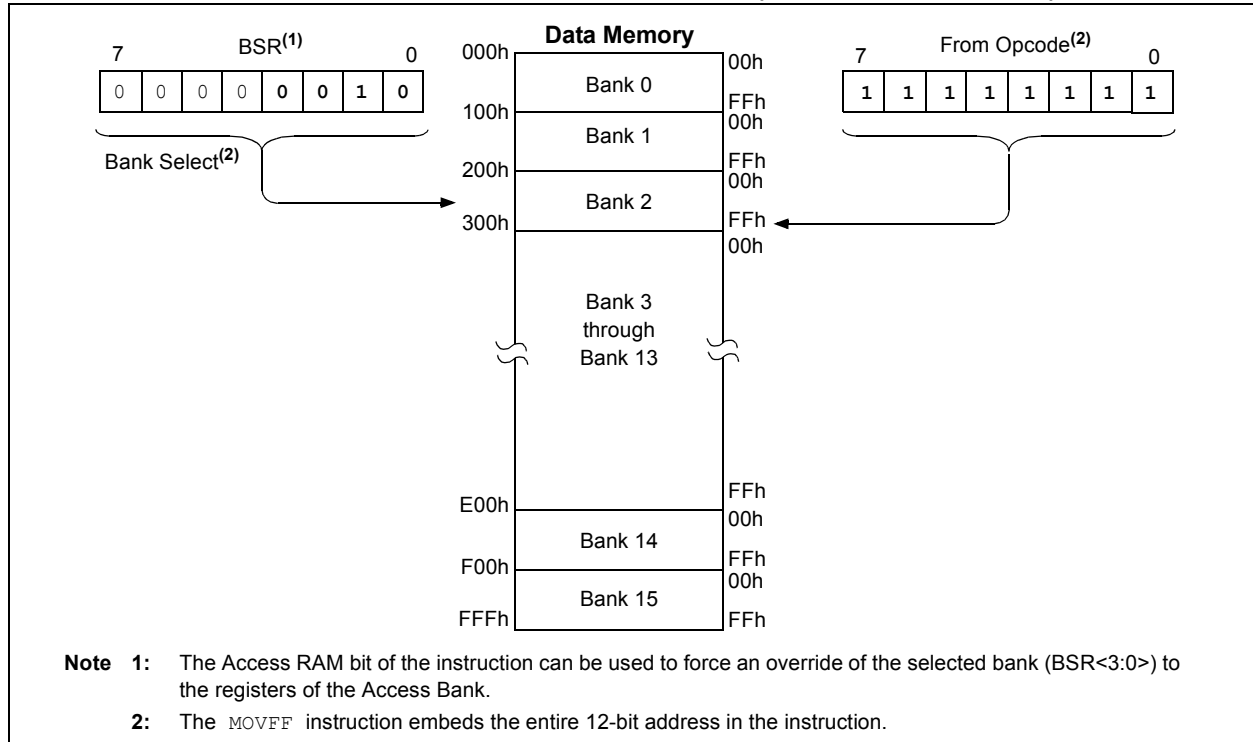 Data Memory
BSR(1)
7 0
0 0 0 0 0 0 1 0
Bank Select(2)
From Opcode(2)
7 0
1 1 1 1 1 1 1 1
000h
00h
Bank 0
FFh
100h
00h
Bank 1
FFh
200h
00h
Bank 2
FFh
300h
00h
Bank 3
through
Bank 13
FFh
E00h
00h
Bank 14
FFh
F00h
00h
Bank 15
FFFh
FFh
Note 1: The Access RAM bit of the instruction can be used to force an override of the selected bank (BSR<3:0>) to
the registers of the Access Bank.
2: The MOVFF instruction embeds the entire 12-bit address in the instruction.